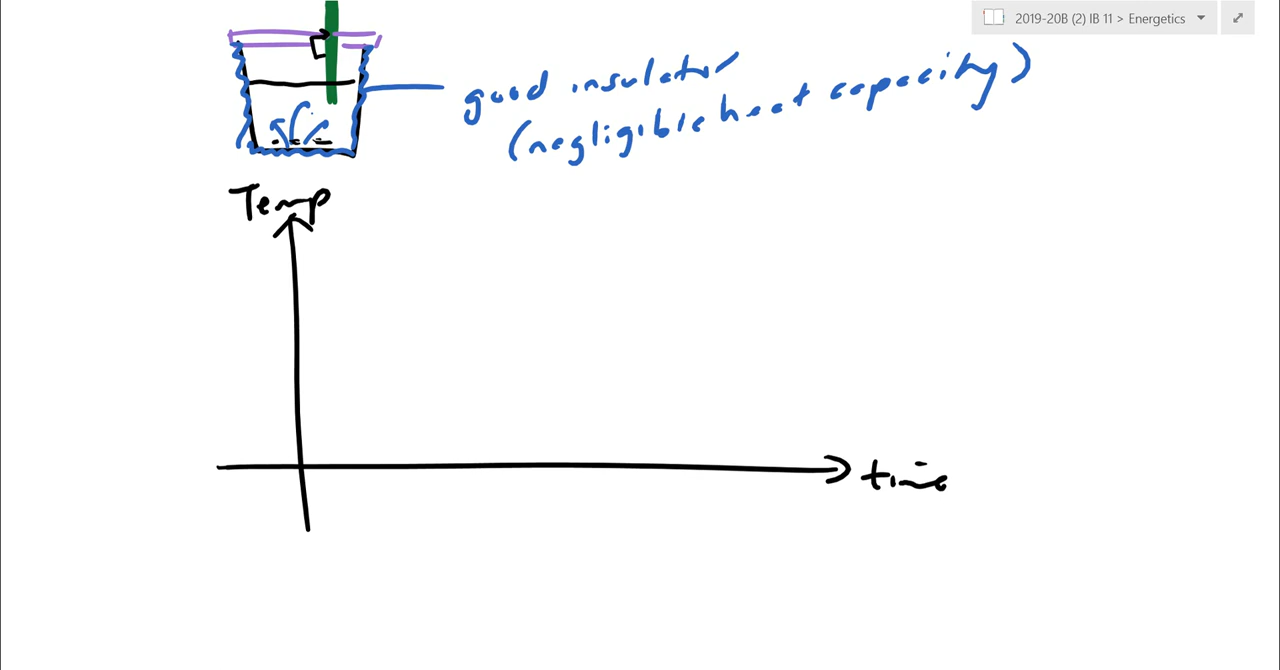 2019-20B (2) IB 11 > Energetics
good insulator
(negligible heat capacity)
Temp
time